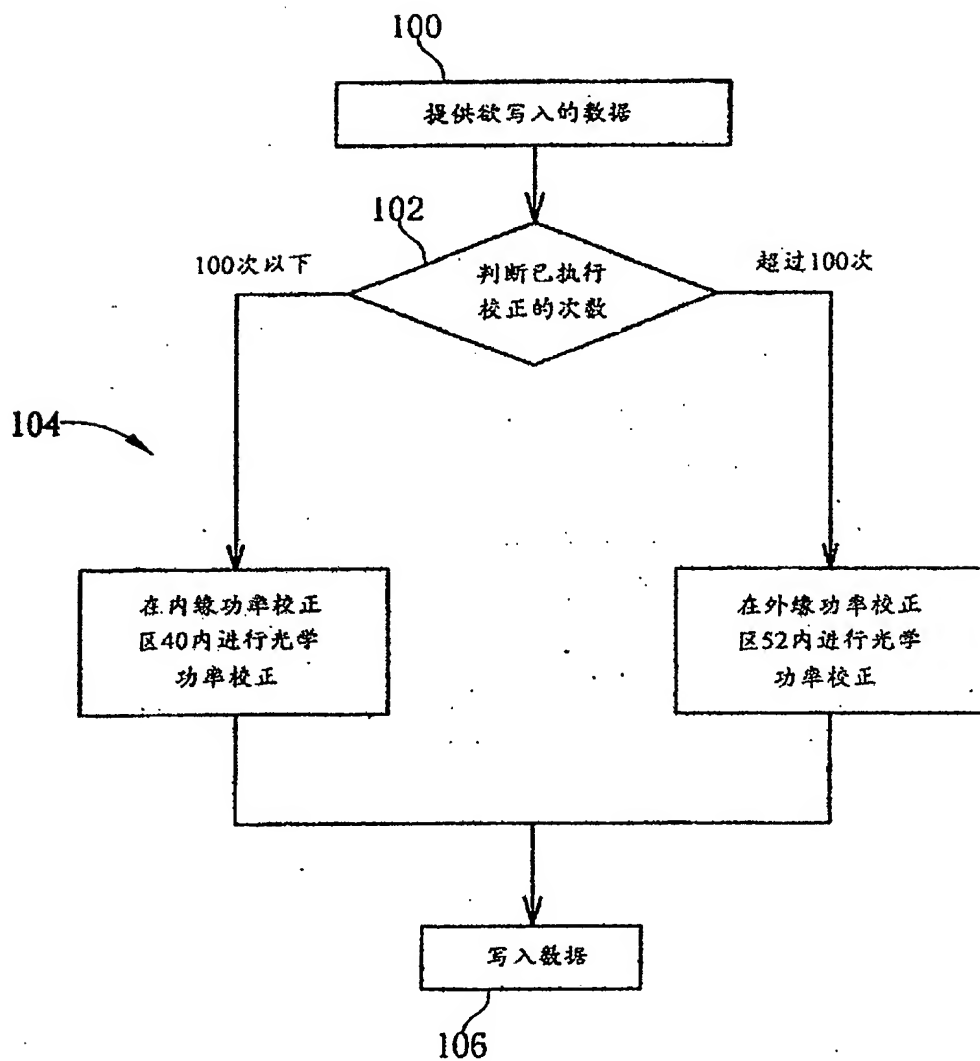 100
提供欲写入的数据
102
100次以下
判断已执行
校正的次数
超过100次
104
在内缘功率校正
区40内进行光学
功率校正
在外缘功率校正
区52内进行光学
功率校正
写入数据
106